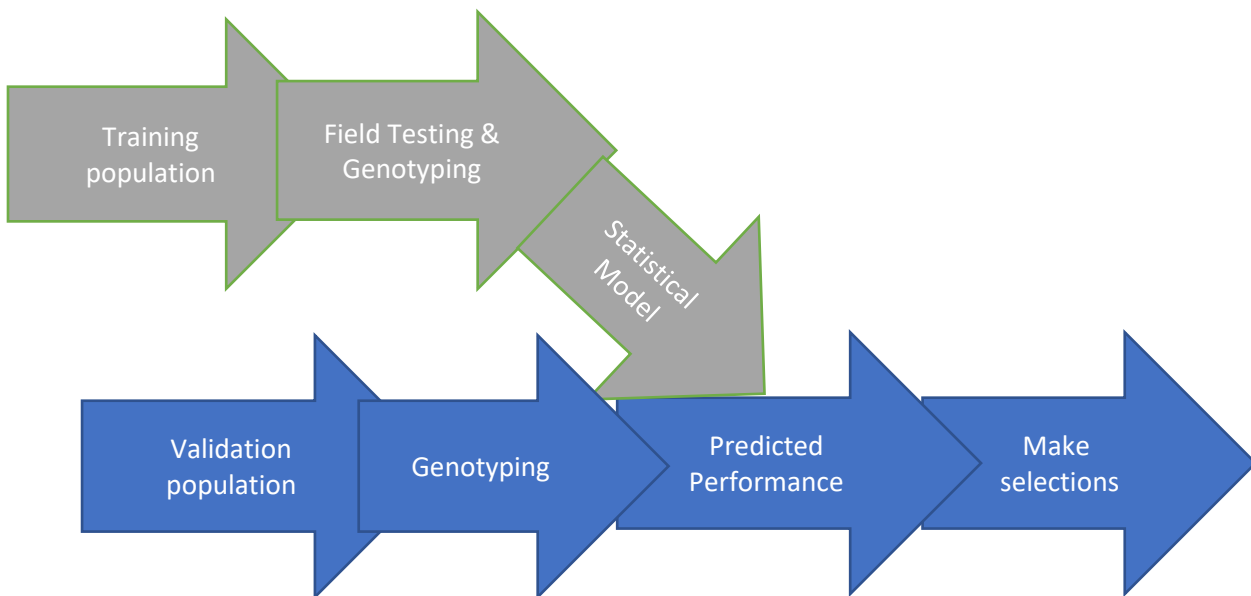 Training
population
Field Testing &
Genotyping
Statistical
Model
Validation
population
Genotyping
Predicted
Performance
Make
selections